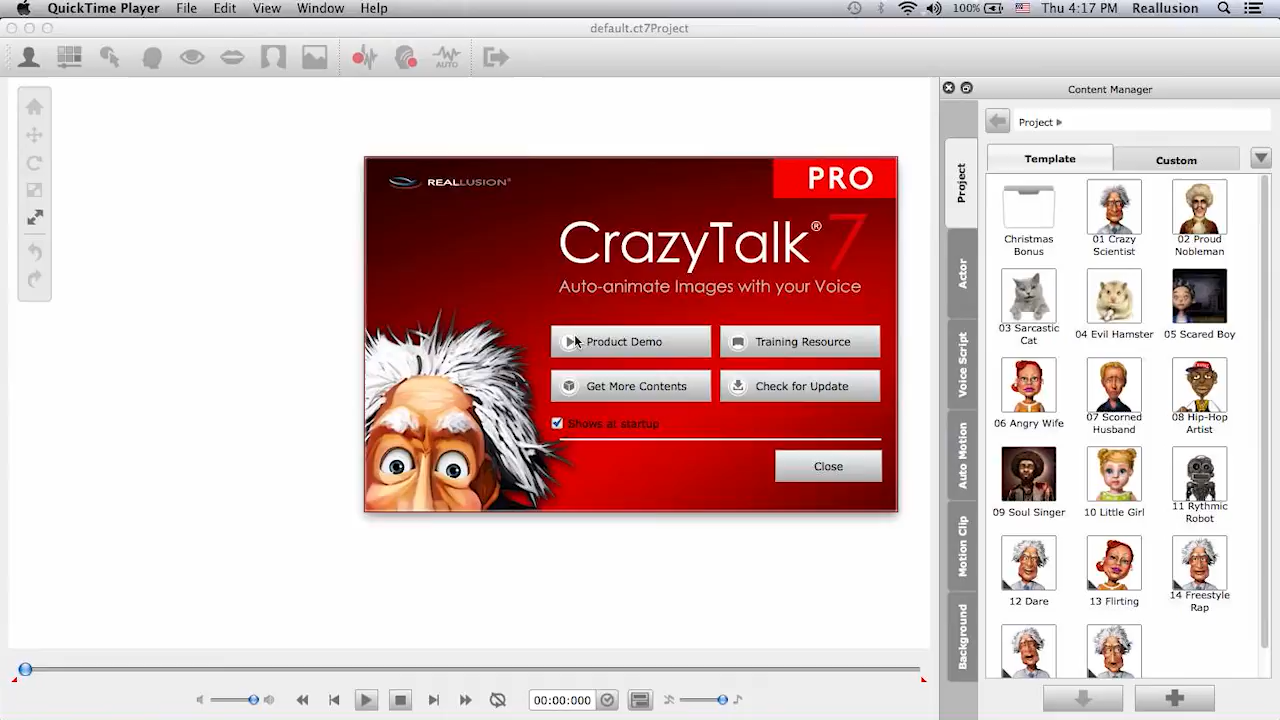 QuickTime Player File Edit View Window Help
100% Thu 4:17 PM Reallusion
default.ct7Project
AUTO
Content Manager
Project
Template Custom
Project
Actor
Voice Script
Auto Motion
Motion Clip
Background
Christmas Bonus
01 Crazy Scientist
02 Proud Nobleman
03 Sarcastic Cat
04 Evil Hamster
05 Scared Boy
06 Angry Wife
07 Scorned Husband
08 Hip-Hop Artist
09 Soul Singer
10 Little Girl
11 Rythmic Robot
12 Dare
13 Flirting
14 Freestyle Rap
REALLUSION®
PRO
CrazyTalk® 7
Auto-animate Images with your Voice
Product Demo
Training Resource
Get More Contents
Check for Update
Shows at startup
Close
00:00:000